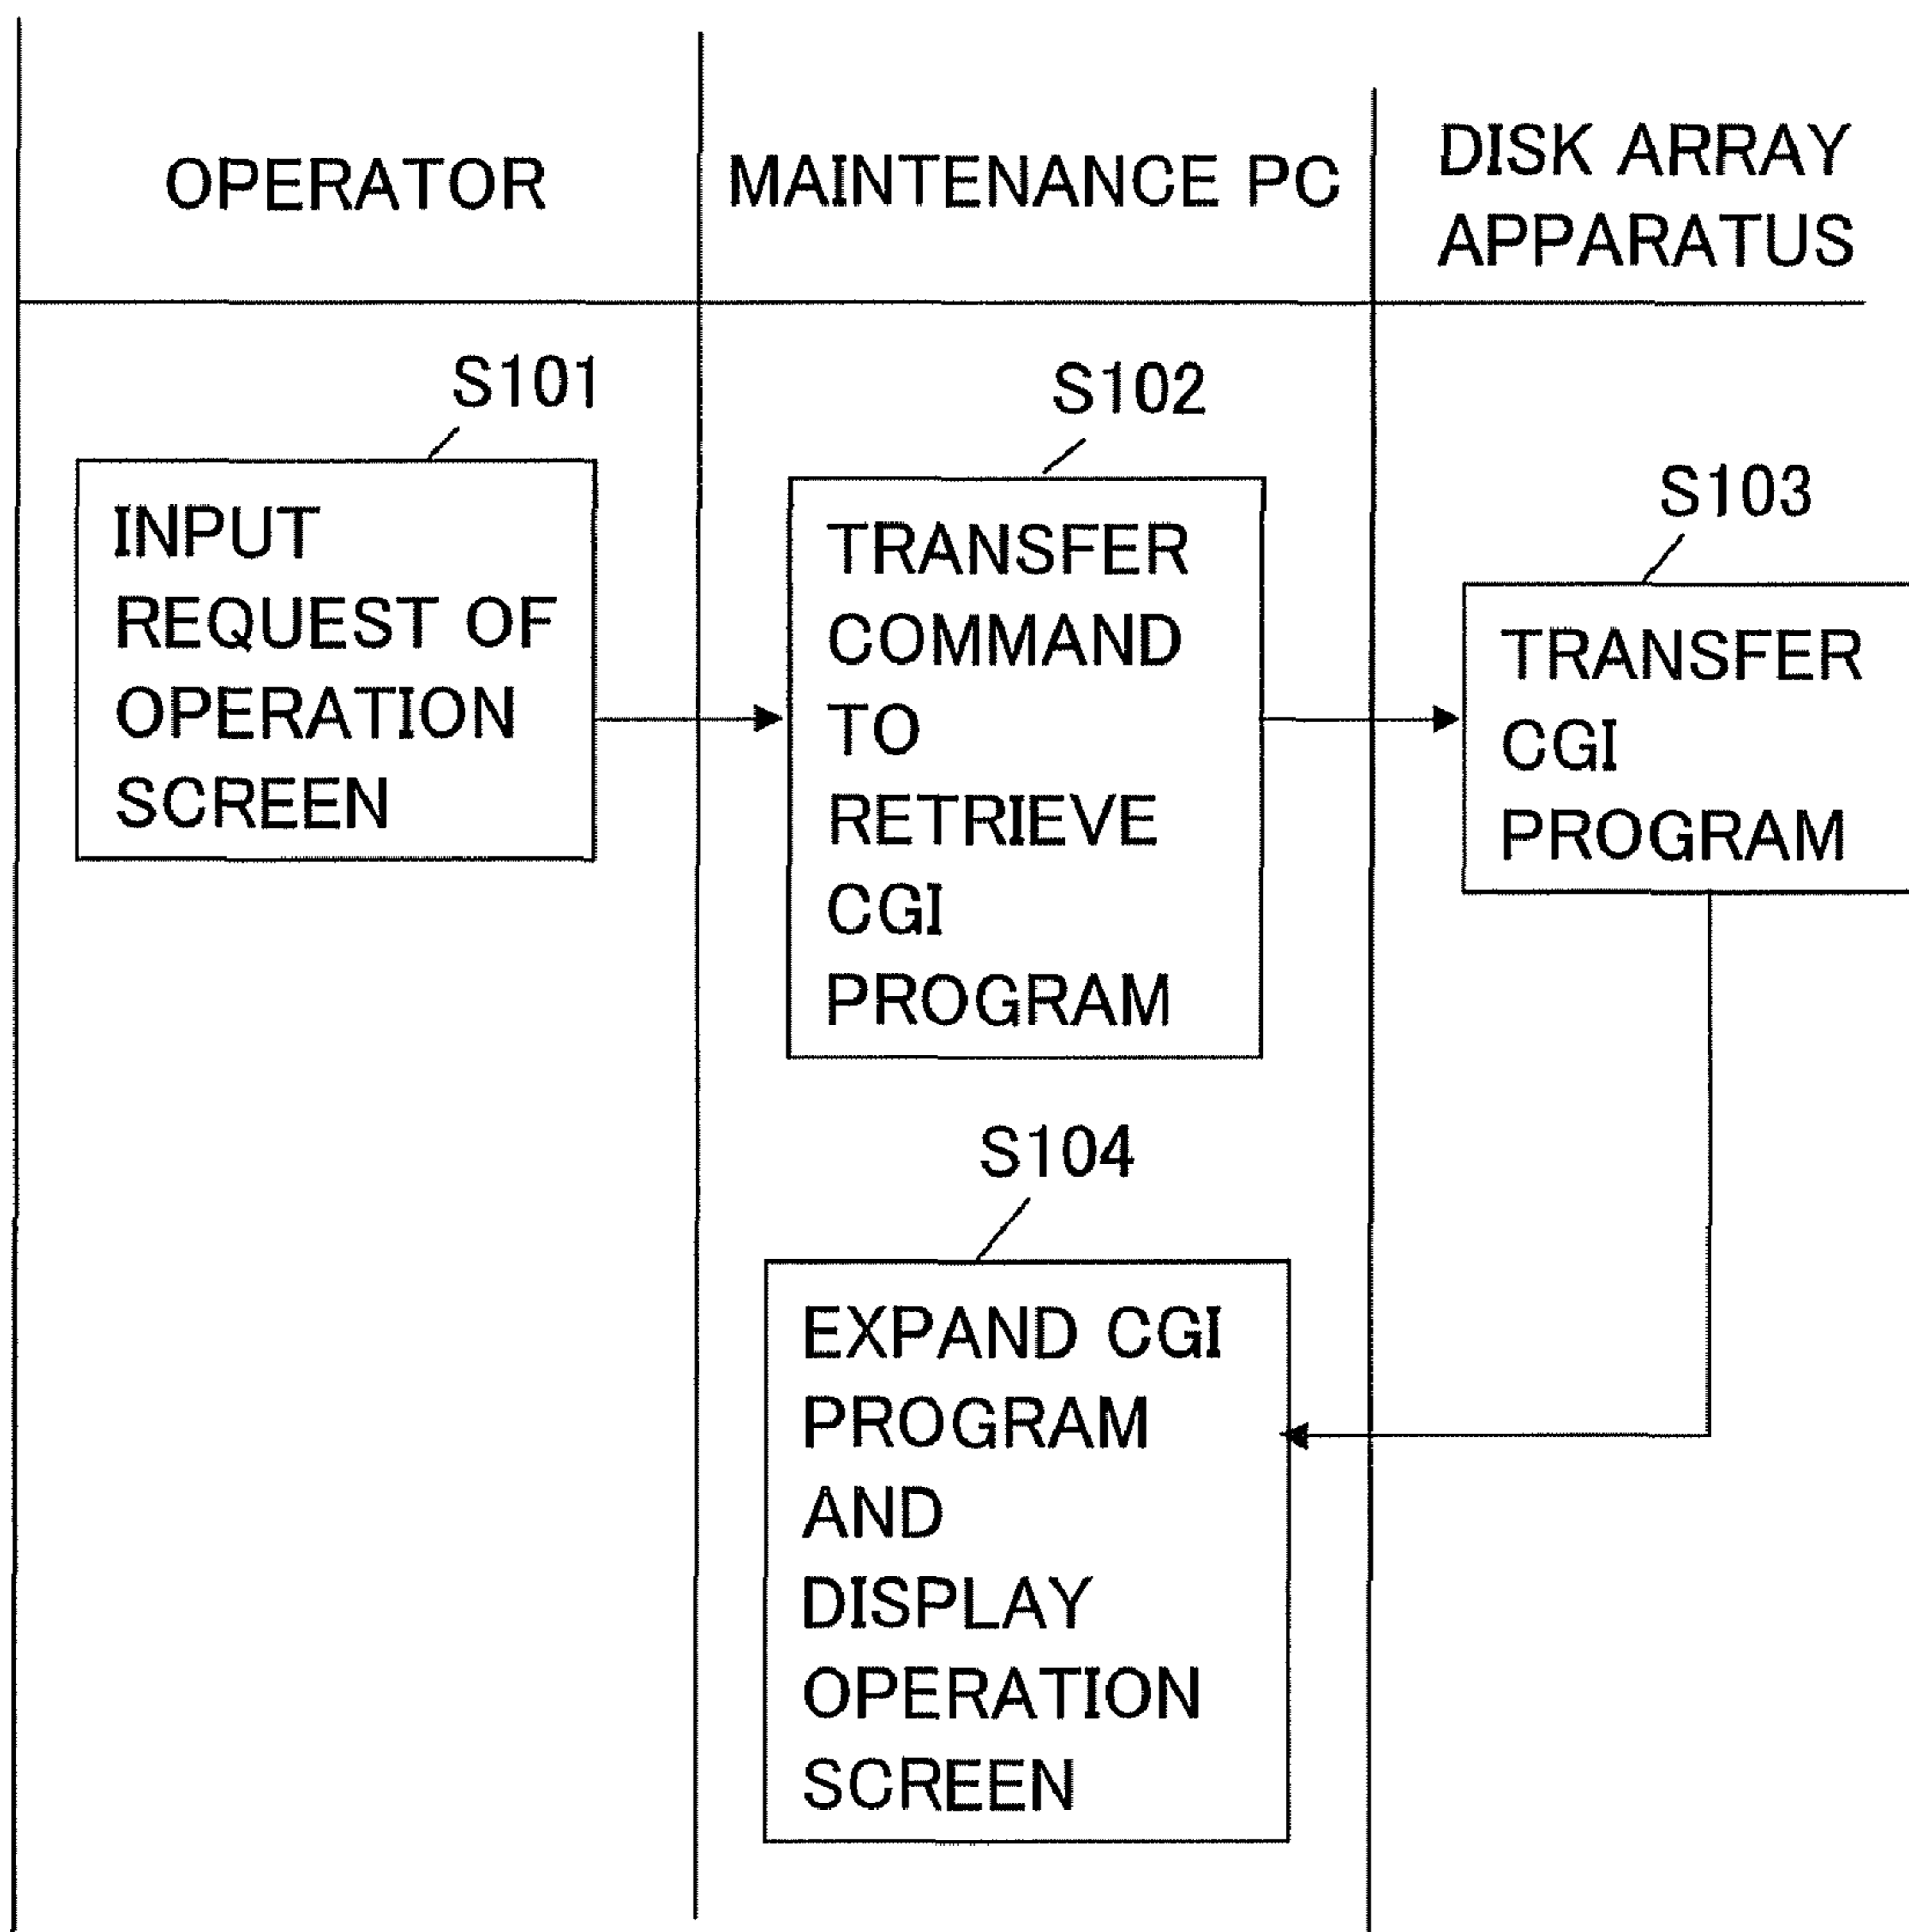 OPERATOR
MAINTENANCE PC
DISK ARRAY
APPARATUS
S101
INPUT
REQUEST OF
OPERATION
SCREEN
S102
TRANSFER
COMMAND
TO
RETRIEVE
CGI
PROGRAM
S103
TRANSFER
CGI
PROGRAM
S104
EXPAND CGI
PROGRAM
AND
DISPLAY
OPERATION
SCREEN